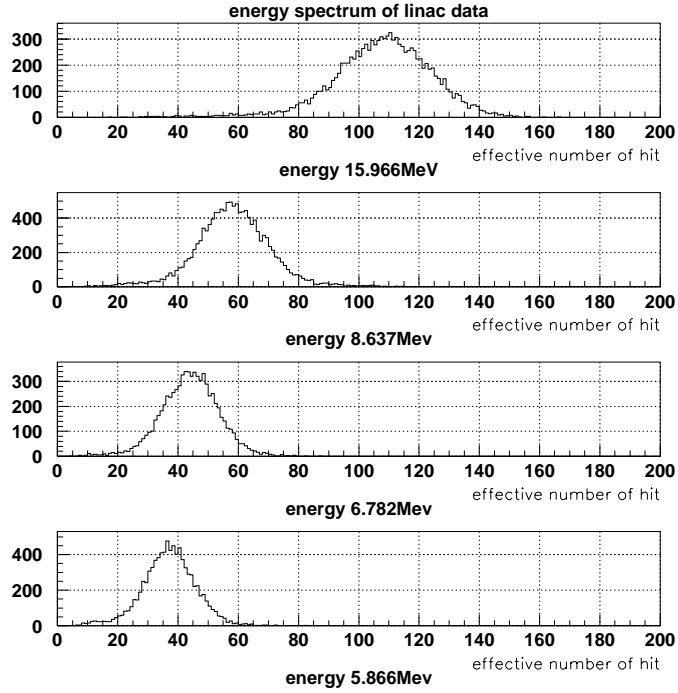 energy spectrum of linac data
300
200
100
0
0 20 40 60 80 100 120 140 160 180 200
effective number of hit
energy 15.966MeV
400
200
0
0 20 40 60 80 100 120 140 160 180 200
effective number of hit
energy 8.637Mev
300
200
100
0
0 20 40 60 80 100 120 140 160 180 200
effective number of hit
energy 6.782Mev
400
200
0
0 20 40 60 80 100 120 140 160 180 200
effective number of hit
energy 5.866Mev